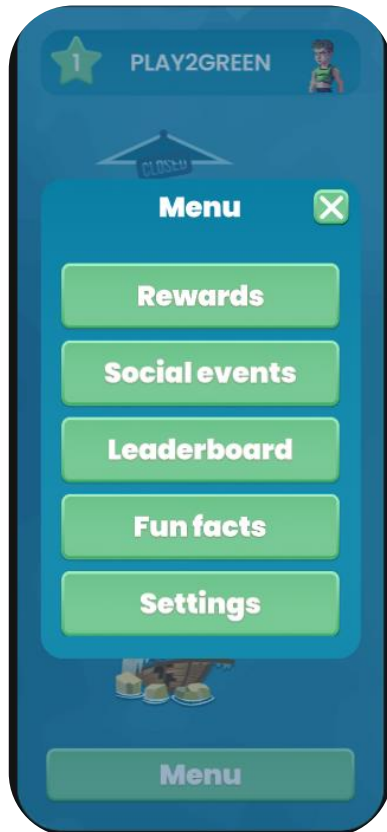 1 PLAY2GREEN
CLOSED
Menu
Rewards
Social events
Leaderboard
Fun facts
Settings
Menu